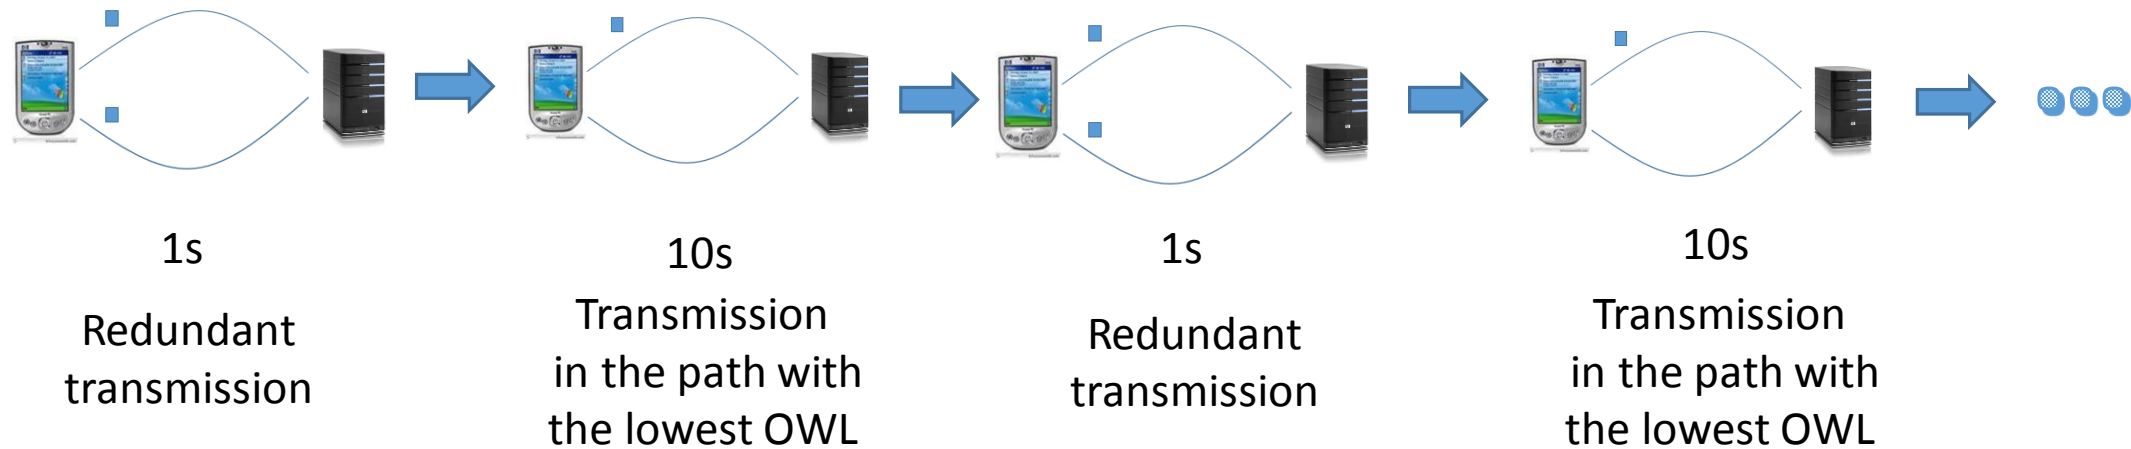 1s
Redundant
transmission
10s
Transmission
in the path with
the lowest OWL
1s
Redundant
transmission
10s
Transmission
in the path with
the lowest OWL